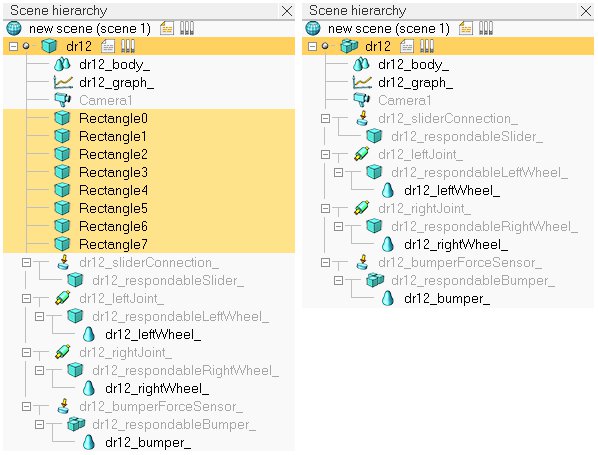 Scene hierarchy
new scene (scene 1)
dr12
dr12_body_
dr12_graph_
Camera1
Rectangle0
Rectangle1
Rectangle2
Rectangle3
Rectangle4
Rectangle5
Rectangle6
Rectangle7
dr12_sliderConnection_
dr12_respondableSlider_
dr12_leftJoint_
dr12_respondableLeftWheel_
dr12_leftWheel_
dr12_rightJoint_
dr12_respondableRightWheel_
dr12_rightWheel_
dr12_bumperForceSensor_
dr12_respondableBumper_
dr12_bumper_
Scene hierarchy
new scene (scene 1)
dr12
dr12_body_
dr12_graph_
Camera1
dr12_sliderConnection_
dr12_respondableSlider_
dr12_leftJoint_
dr12_respondableLeftWheel_
dr12_leftWheel_
dr12_rightJoint_
dr12_respondableRightWheel_
dr12_rightWheel_
dr12_bumperForceSensor_
dr12_respondableBumper_
dr12_bumper_